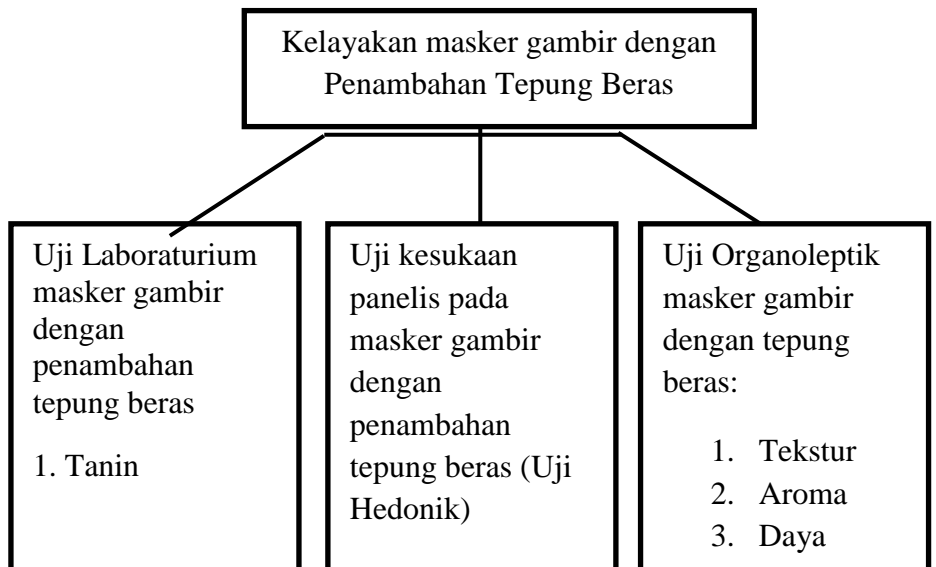 Kelayakan masker gambir dengan
Penambahan Tepung Beras
Uji Laboraturium
masker gambir
dengan
penambahan
tepung beras
1. Tanin
Uji kesukaan
panelis pada
masker gambir
dengan
penambahan
tepung beras (Uji
Hedonik)
Uji Organoleptik
masker gambir
dengan tepung
beras:
1. Tekstur
2. Aroma
3. Daya